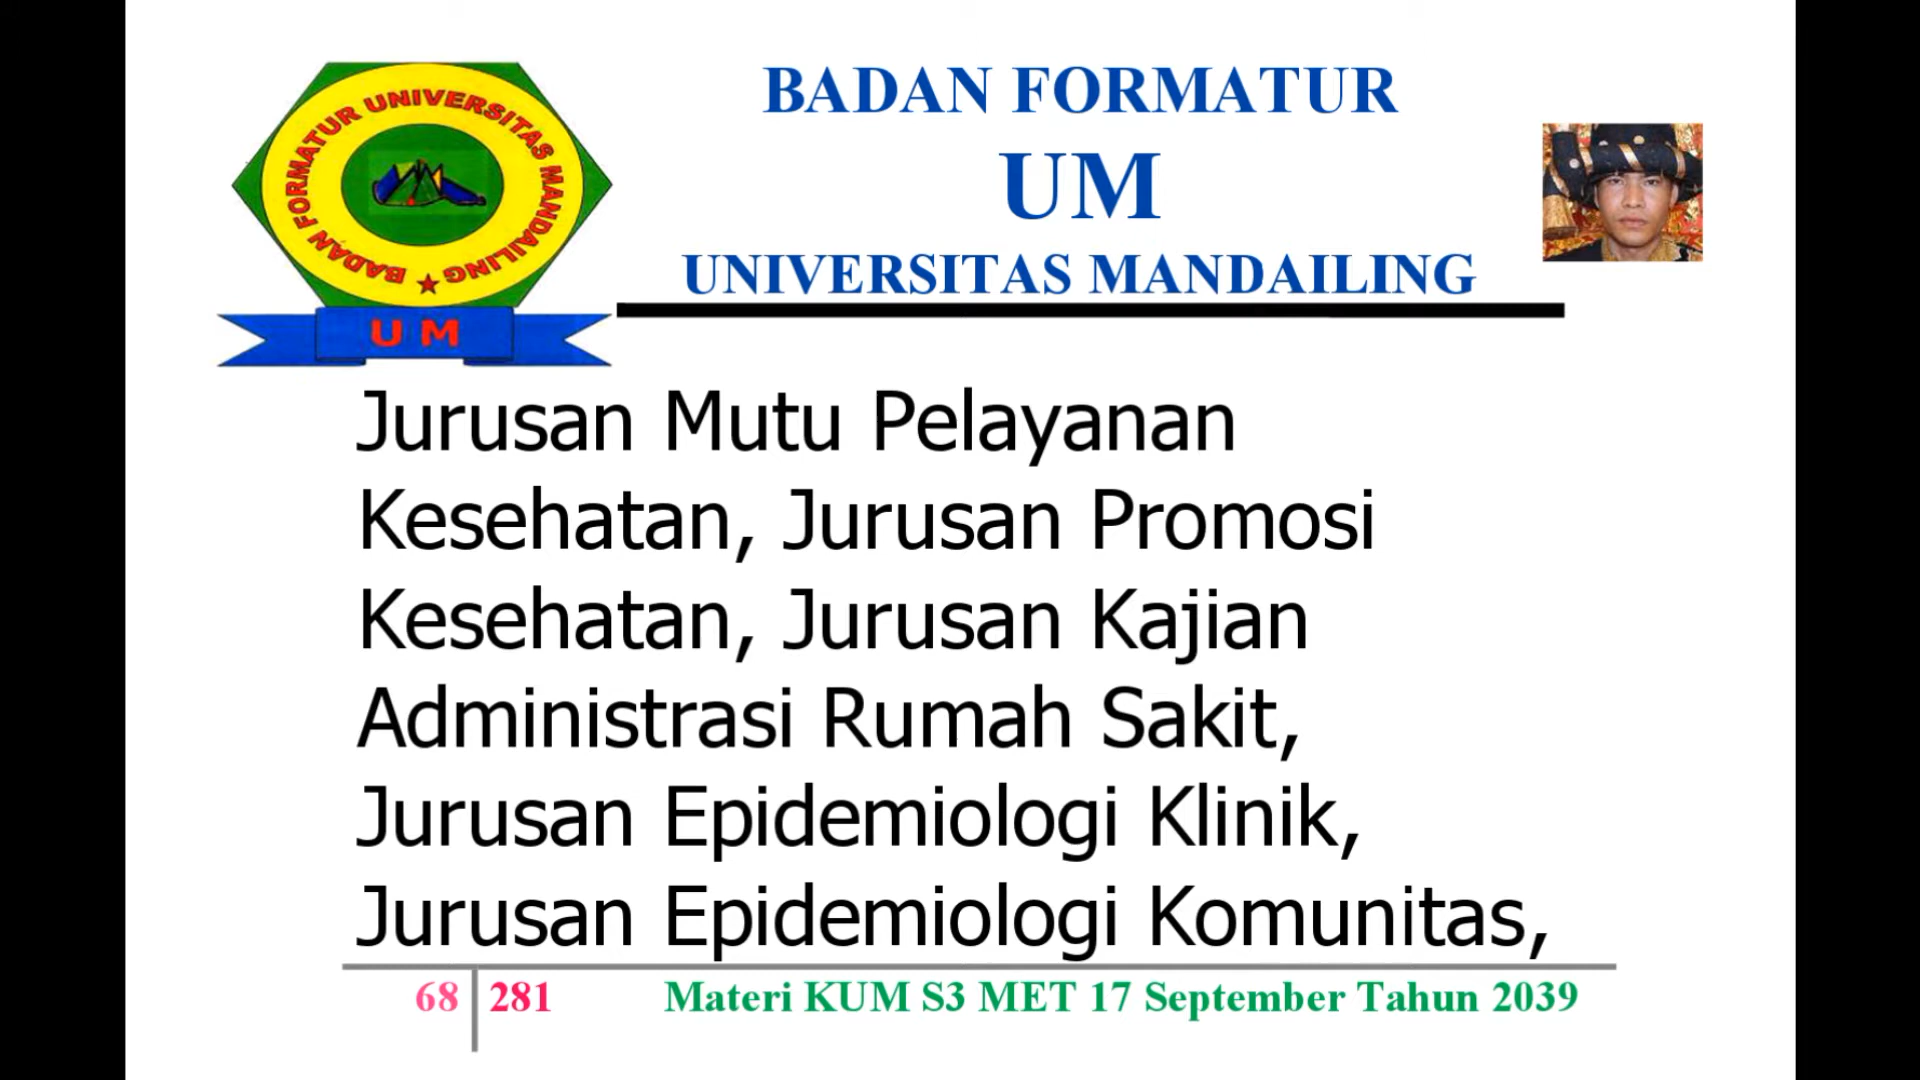 BADAN FORMATUR UNIVERSITAS MANDAILING
U M
BADAN FORMATUR
UM
UNIVERSITAS MANDAILING
Jurusan Mutu Pelayanan
Kesehatan, Jurusan Promosi
Kesehatan, Jurusan Kajian
Administrasi Rumah Sakit,
Jurusan Epidemiologi Klinik,
Jurusan Epidemiologi Komunitas,
68 281 Materi KUM S3 MET 17 September Tahun 2039